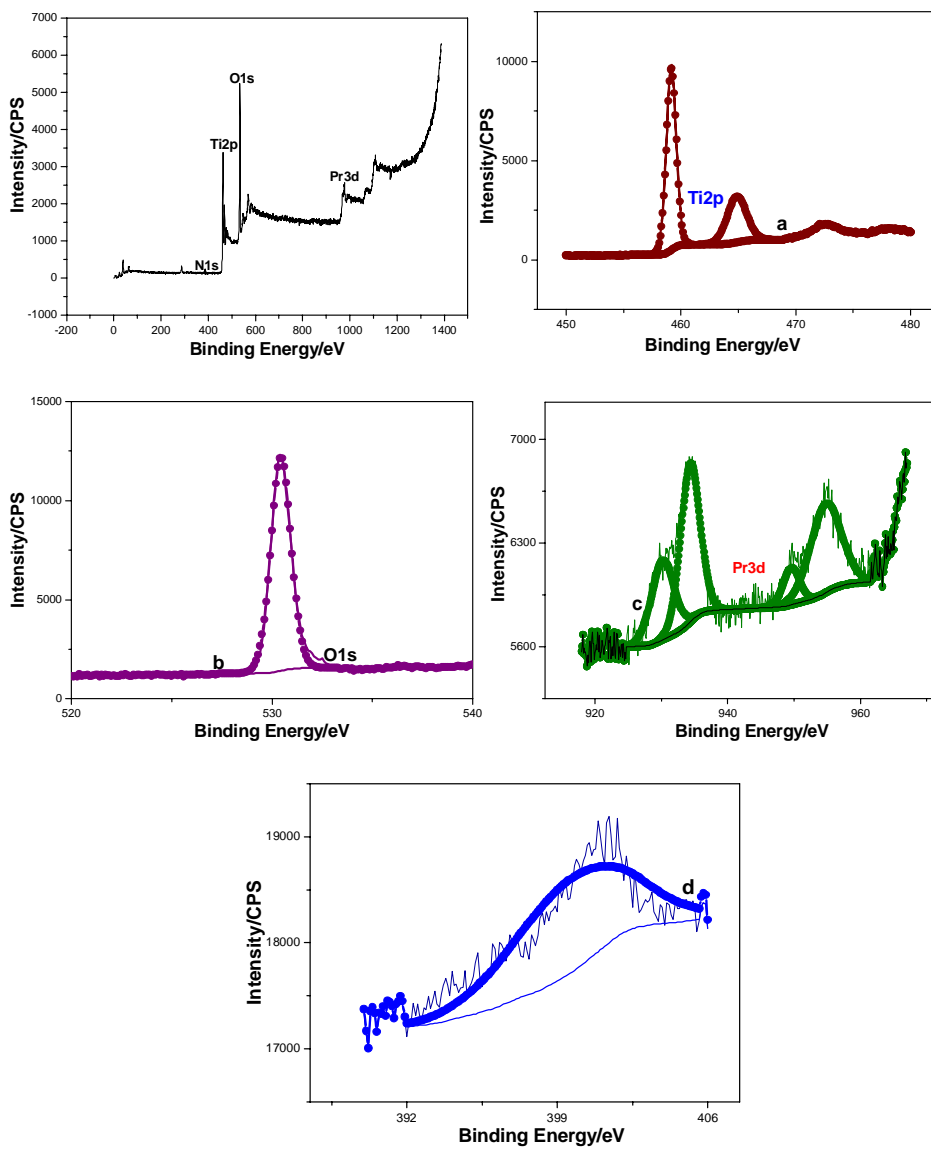 7000
6000
5000
4000
3000
2000
1000
0
-1000
Intensity/CPS
O1s
Ti2p
Pr3d
N1s
-200 0 200 400 600 800 1000 1200 1400
Binding Energy/eV
10000
5000
0
Intensity/CPS
Ti2p
a
450 460 470 480
Binding Energy/eV
15000
10000
5000
0
Intensity/CPS
b
O1s
520 530 540
Binding Energy/eV
7000
6300
5600
Intensity/CPS
Pr3d
c
920 940 960
Binding Energy/eV
19000
18000
17000
Intensity/CPS
d
392 399 406
Binding Energy/eV